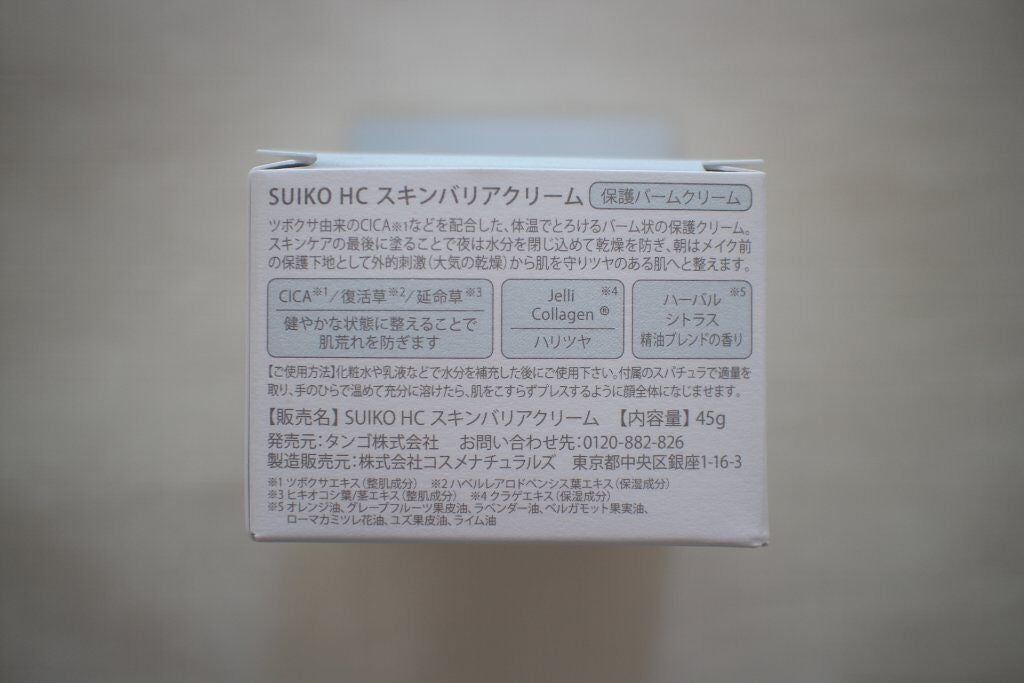 SUIKO HC スキンバリアクリーム 保護バームクリーム
ツボクサ由来のCICA※1などを配合した、体温でとろけるバーム状の保護クリーム。
スキンケアの最後に塗ることで夜は水分を閉じ込めて乾燥を防ぎ、朝はメイク前
の保護下地として外的刺激(大気の乾燥)から肌を守りツヤのある肌へと整えます。
CICA※1/復活草※2/延命草※3
健やかな状態に整えることで
肌荒れを防ぎます
Jelli ※4
Collagen ®
ハリツヤ
ハーバル ※5
シトラス
精油ブレンドの香り
【ご使用方法】化粧水や乳液などで水分を補充した後にご使用下さい。付属のスパチュラで適量を
取り、手のひらで温めて充分に溶けたら、肌をこすらずプレスするように顔全体になじませます。
【販売名】SUIKO HC スキンバリアクリーム 【内容量】45g
発売元:タンゴ株式会社 お問い合わせ先:0120-882-826
製造販売元:株式会社コスメナチュラルズ 東京都中央区銀座1-16-3
※1 ツボクサエキス(整肌成分) ※2 ハベルレアロドペンシス葉エキス(保湿成分)
※3 ヒキオコシ葉/茎エキス(整肌成分) ※4 クラゲエキス(保湿成分)
※5 オレンジ油、グレープフルーツ果皮油、ラベンダー油、ベルガモット果実油、
ローマカミツレ花油、ユズ果皮油、ライム油